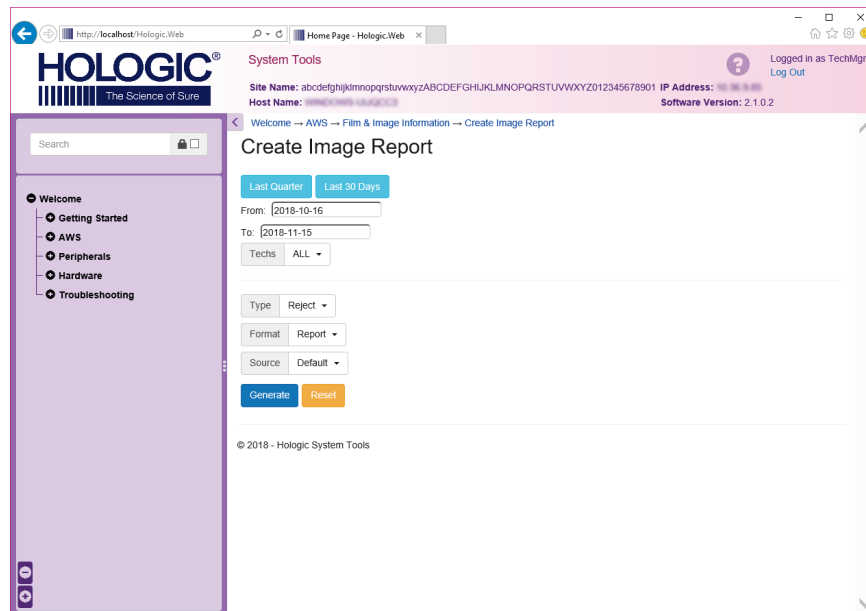 http://localhost/Hologic.Web
Home Page - Hologic.Web
HOLOGIC®
The Science of Sure
System Tools
Logged in as TechMgr
Log Out
Site Name: abcdefghijklmnopqrstuvwxyzABCDEFGHIJKLMNOPQRSTUVWXYZ012345678901 IP Address:
Host Name:
Software Version: 2.1.0.2
Welcome → AWS → Film & Image Information → Create Image Report
Search
Create Image Report
Last Quarter
Last 30 Days
From: 2018-10-16
To: 2018-11-15
Techs ALL
Welcome
Getting Started
AWS
Peripherals
Hardware
Troubleshooting
Type Reject
Format Report
Source Default
Generate
Reset
© 2018 - Hologic System Tools